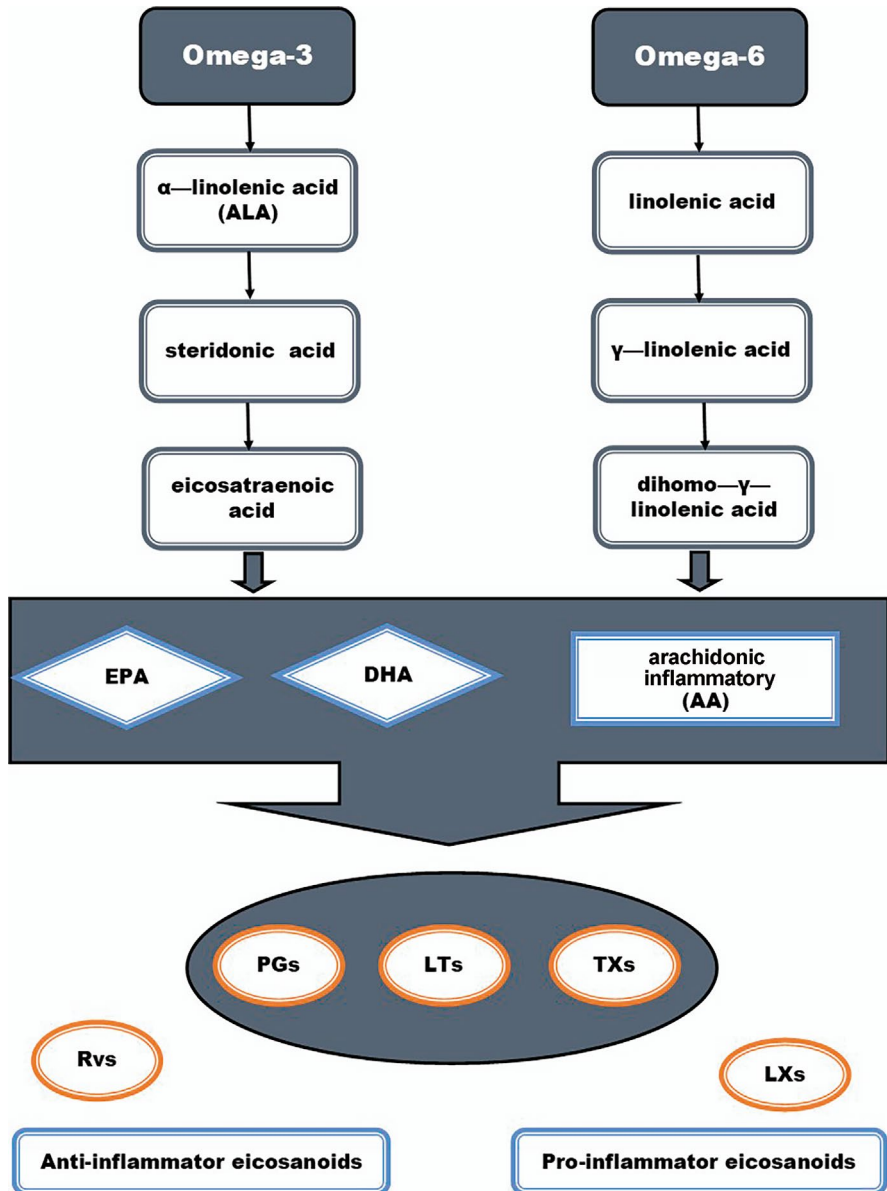 Omega-3
Omega-6
α—linolenic acid
(ALA)
linolenic acid
steridonic acid
γ—linolenic acid
eicosatraenoic
acid
dihomo—γ—
linolenic acid
EPA
DHA
arachidonic
inflammatory
(AA)
PGs
LTs
TXs
Rvs
LXs
Anti-inflammator eicosanoids
Pro-inflammator eicosanoids